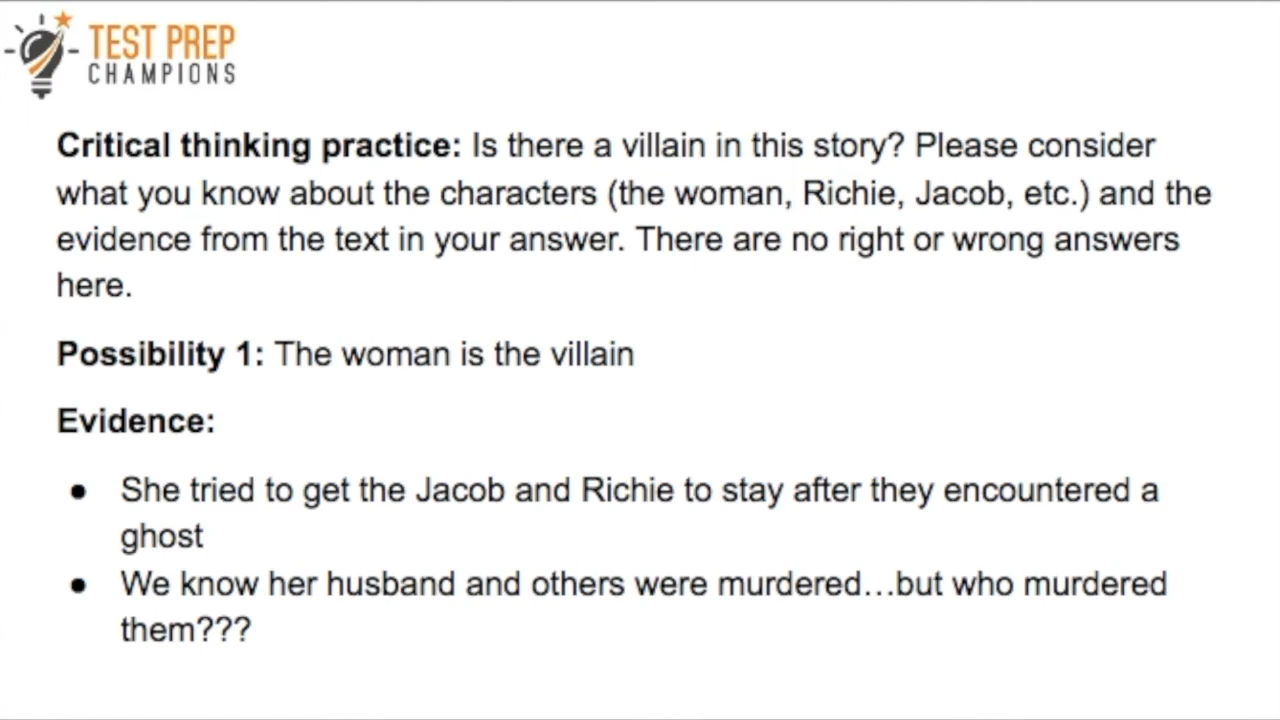 TEST PREP
CHAMPIONS
Critical thinking practice: Is there a villain in this story? Please consider
what you know about the characters (the woman, Richie, Jacob, etc.) and the
evidence from the text in your answer. There are no right or wrong answers
here.
Possibility 1: The woman is the villain
Evidence:
● She tried to get the Jacob and Richie to stay after they encountered a
ghost
● We know her husband and others were murdered…but who murdered
them???